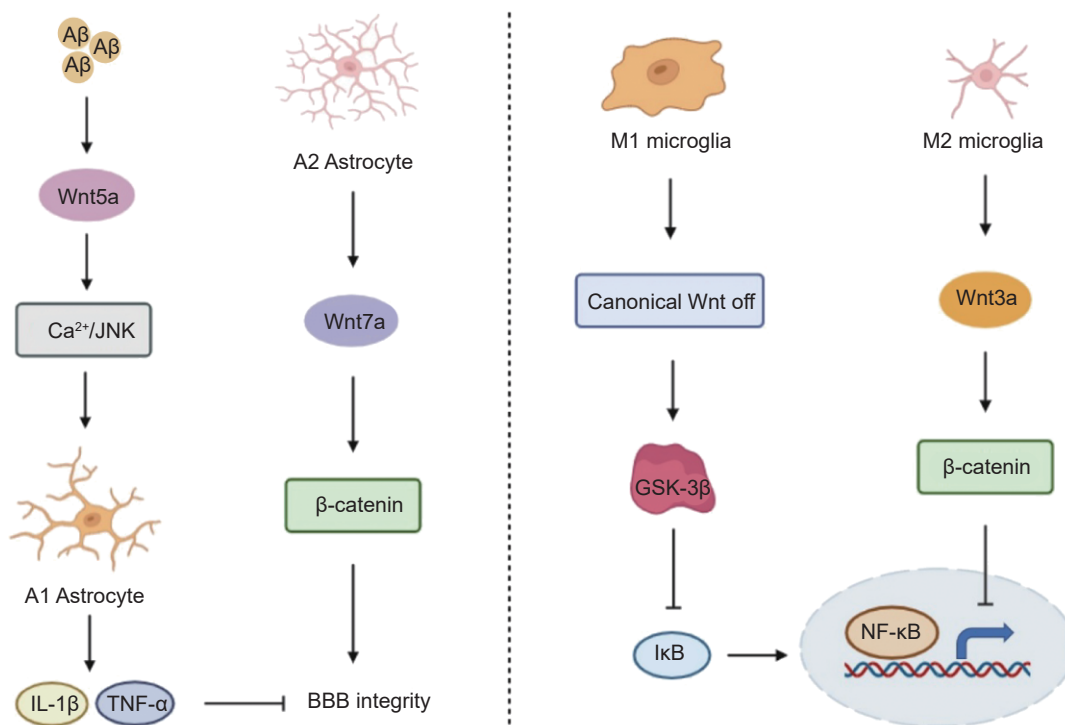 Aβ
Aβ
Aβ
Wnt5a
Ca²⁺/JNK
A1 Astrocyte
IL-1β
TNF-α
A2 Astrocyte
Wnt7a
β-catenin
BBB integrity
M1 microglia
Canonical Wnt off
GSK-3β
IκB
M2 microglia
Wnt3a
β-catenin
NF-κB